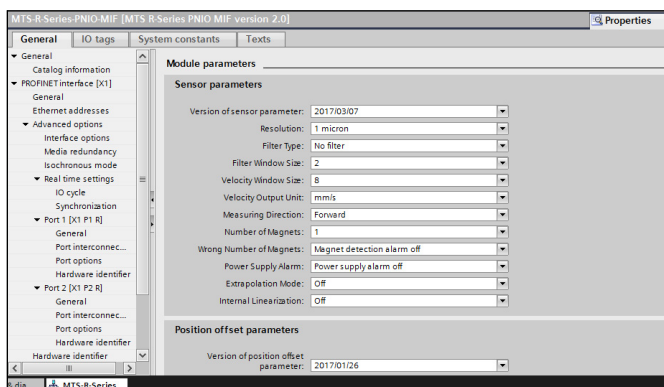 MTS-R-Series-PNIO-MIF [MTS R-Series PNIO MIF version 2.0]
Properties
General IO tags System constants Texts
General
Catalog information
PROFINET interface [X1]
General
Ethernet addresses
Advanced options
Interface options
Media redundancy
Isochronous mode
Real time settings
IO cycle
Synchronization
Port 1 [X1 P1 R]
General
Port interconnec...
Port options
Hardware identifier
Port 2 [X1 P2 R]
General
Port interconnec...
Port options
Hardware identifier
Hardware identifier
Module parameters
Sensor parameters
Version of sensor parameter: 2017/03/07
Resolution: 1 micron
Filter Type: No filter
Filter Window Size: 2
Velocity Window Size: 8
Velocity Output Unit: mm/s
Measuring Direction: Forward
Number of Magnets: 1
Wrong Number of Magnets: Magnet detection alarm off
Power Supply Alarm: Power supply alarm off
Extrapolation Mode: Off
Internal Linearization: Off
Position offset parameters
Version of position offset
parameter: 2017/01/26
MTS-R-Series